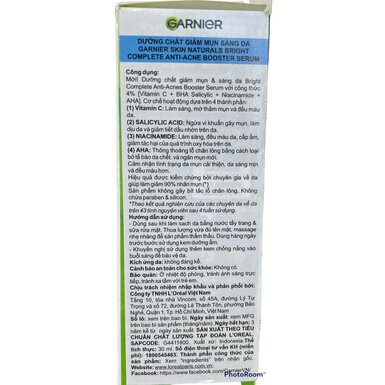 GARNIER
DƯỠNG CHẤT GIẢM MỤN SÁNG DA
GARNIER SKIN NATURALS BRIGHT
COMPLETE ANTI-ACNE BOOSTER SERUM
Công dụng:
Mới! Dưỡng chất giảm mụn & sáng da Bright
Complete Anti-Acnes Booster Serum với công thức
4% [Vitamin C + BHA Salicylic + Niacinamide +
AHA]. Cơ chế hoạt động dựa trên 4 thành phần:
(1) Vitamin C: Làm sáng, mờ thâm mụn và đều màu
da.
(2) SALICYLIC ACID: Ngừa vi khuẩn gây mụn, làm
dịu da và giảm tiết dầu nhờn trên da.
(3) NIACINAMIDE: Làm sáng, đều màu da, cấp ẩm,
giảm tác hại của quá trình oxy hóa trên da.
(4) AHA: Thông thoáng lỗ chân lông bằng cách loại
bỏ tế bào da chết, và ngăn mụn mới.
Cảm nhận tình trạng da mụn cải thiện, da sáng mịn
và đều màu hơn.
Hiệu quả được kiểm chứng bởi chuyên gia về da
giúp làm giảm 90% nhân mụn (*)
Sản phẩm không gây bít tắc lỗ chân lông. Không
chứa paraben & silicon.
*Theo kết quả nghiên cứu của các chuyên da về da
trên 43 tình nguyện viên sau 4 tuần sử dụng.
Hướng dẫn sử dụng:
- Dùng sau khi làm sạch da bằng nước tẩy trang &
sữa rửa mặt. Thoa lượng vừa đủ lên mặt, massage
nhẹ nhàng để sản phẩm thẩm thấu. Dùng hàng ngày
trước bước sử dụng kem dưỡng ẩm.
- Khuyến nghị sử dụng thêm kem chống nắng vào
buổi sáng để bảo vệ da.
Kích ứng da: không đáng kể.
Cảnh báo an toàn cho sức khỏe: Không.
Bảo quản: Ở nhiệt độ phòng, tránh ánh sáng trực
tiếp, tránh xa tầm với trẻ em.
Chịu trách nhiệm nhập khẩu và phân phối bởi:
Công ty TNHH L'Oréal Việt Nam
Tầng 10, tòa nhà Vincom, số 45A, đường Lý Tự
Trọng và số 72, đường Lê Thánh Tôn, phường Bến
Nghé, Quận 1, Tp. Hồ Chí Minh, Việt Nam
Số lô: xem trên bao bì. Ngày sản xuất: xem MFG
trên bao bì sản phẩm (tháng/năm). Hạn sử dụng: 3
năm kể từ ngày sản xuất. SẢN XUẤT THEO TIÊU
CHUẨN CHẤT LƯỢNG TẬP ĐOÀN L'OREAL.
SAPCODE: G4411800. Xuất xứ: Indonesia
Thể tích: 30 ml. Số điện thoại tư vấn KH (miễn
phí): 1800545463. Thành phần công thức của
sản phẩm: Xem "ingredients" trên nhãn gốc.
Website: www.lorealparis.com.vn
Facebook: www.facebook.com/GarnierVN/
PhotoRoom